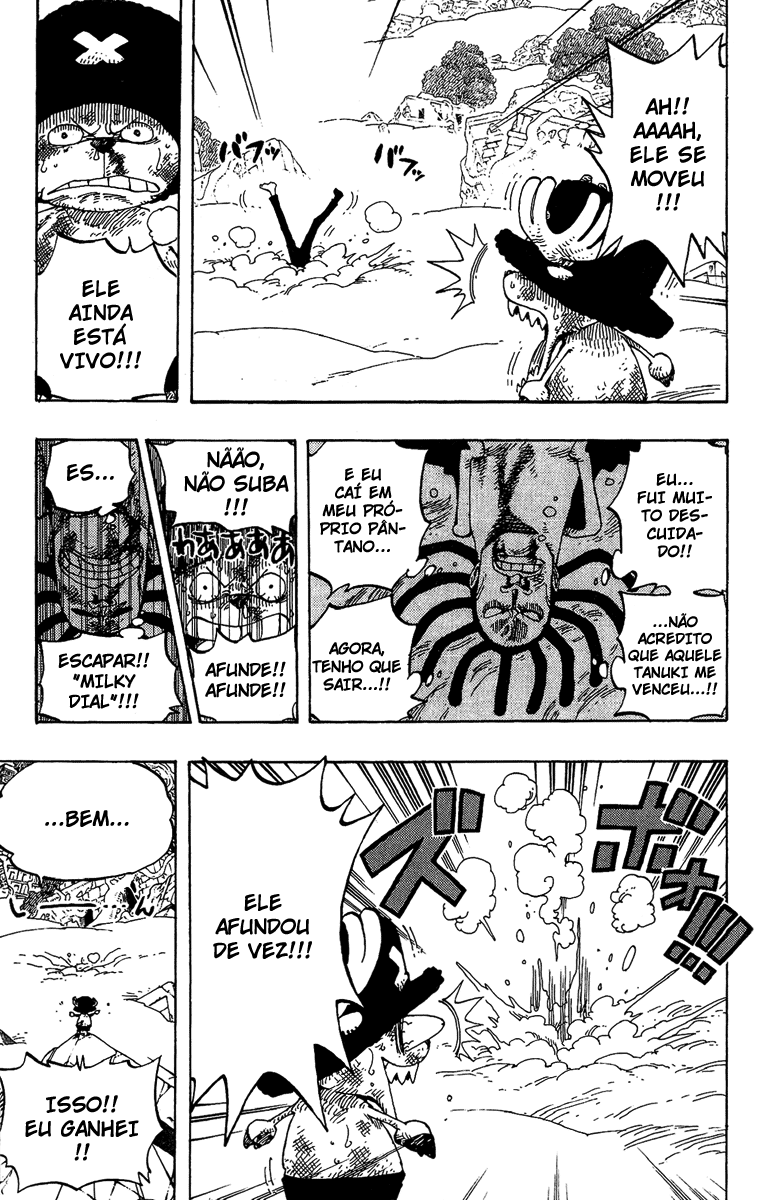 AH!!
AAAAH,
ELE SE
MOVEU
!!!
バフッ
バフッ
ELE
AINDA
ESTÁ
VIVO!!!
EU...
FUI MUI-
TO DES-
CUIDA-
DO!!
...NÃO
ACREDITO
QUE AQUELE
TANUKI ME
VENCEU...!!
E EU
CAÍ EM
MEU PRÓ-
PRIO PÂN-
TANO...
AGORA,
TENHO QUE
SAIR...!!
NÃÃO,
NÃO SUBA
!!!
わああああ
AFUNDE!!
AFUNDE!!
ES...
ESCAPAR!!
"MILKY
DIAL"!!!
ズボォ!!!
ELE
AFUNDOU
DE VEZ!!!
...BEM...
し――…ん
ISSO!!
EU GANHEI
!!